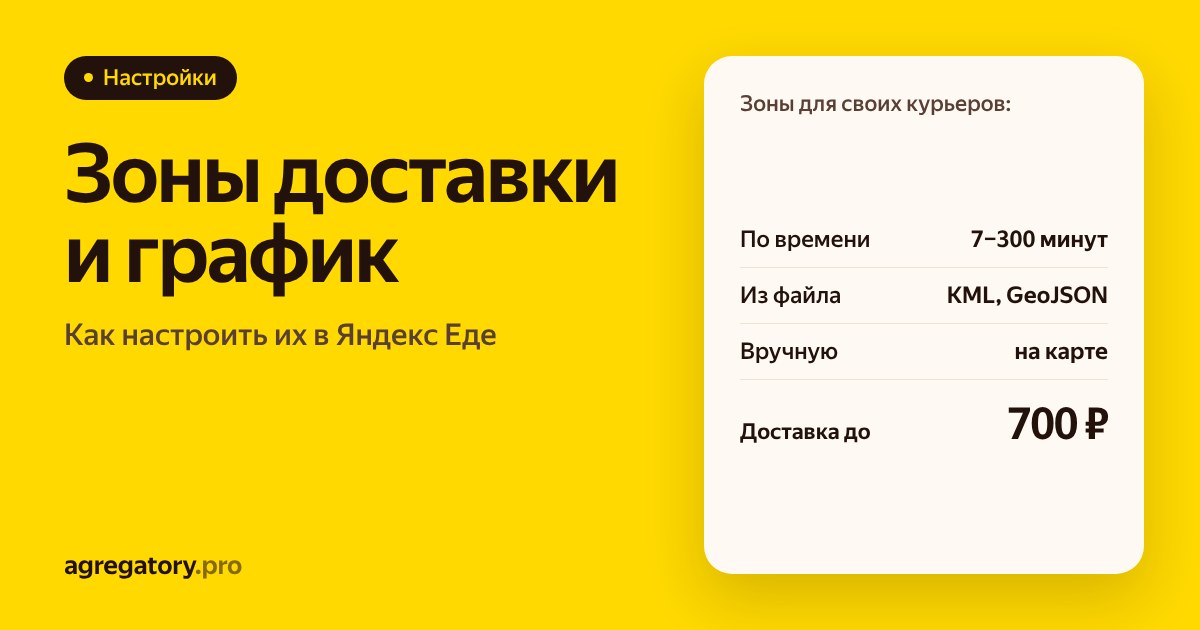 Настройки
Зоны доставки
и график
Как настроить их в Яндекс Еде
agregatory.pro
Зоны для своих курьеров:
По времени 7–300 минут
Из файла KML, GeoJSON
Вручную на карте
Доставка до 700 ₽